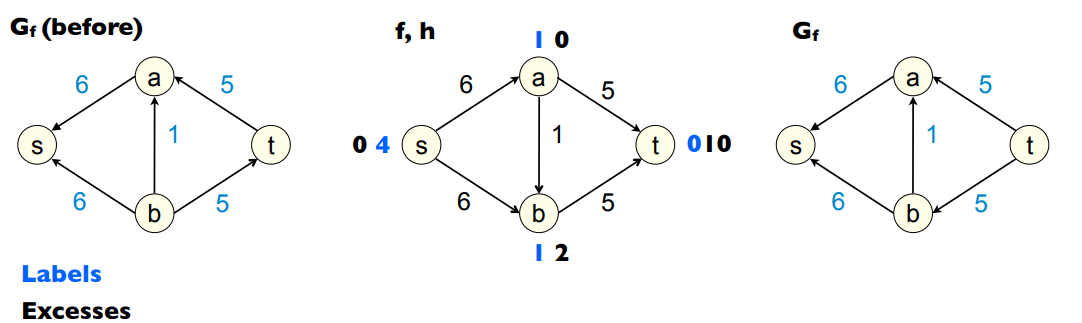 Gf (before)
f, h
Gf
1 0
a
a
a
6
5
6
5
6
5
s
1
t
0 4
s
1
t
0 10
s
1
t
6
5
6
5
6
5
b
b
b
1 2
Labels
Excesses